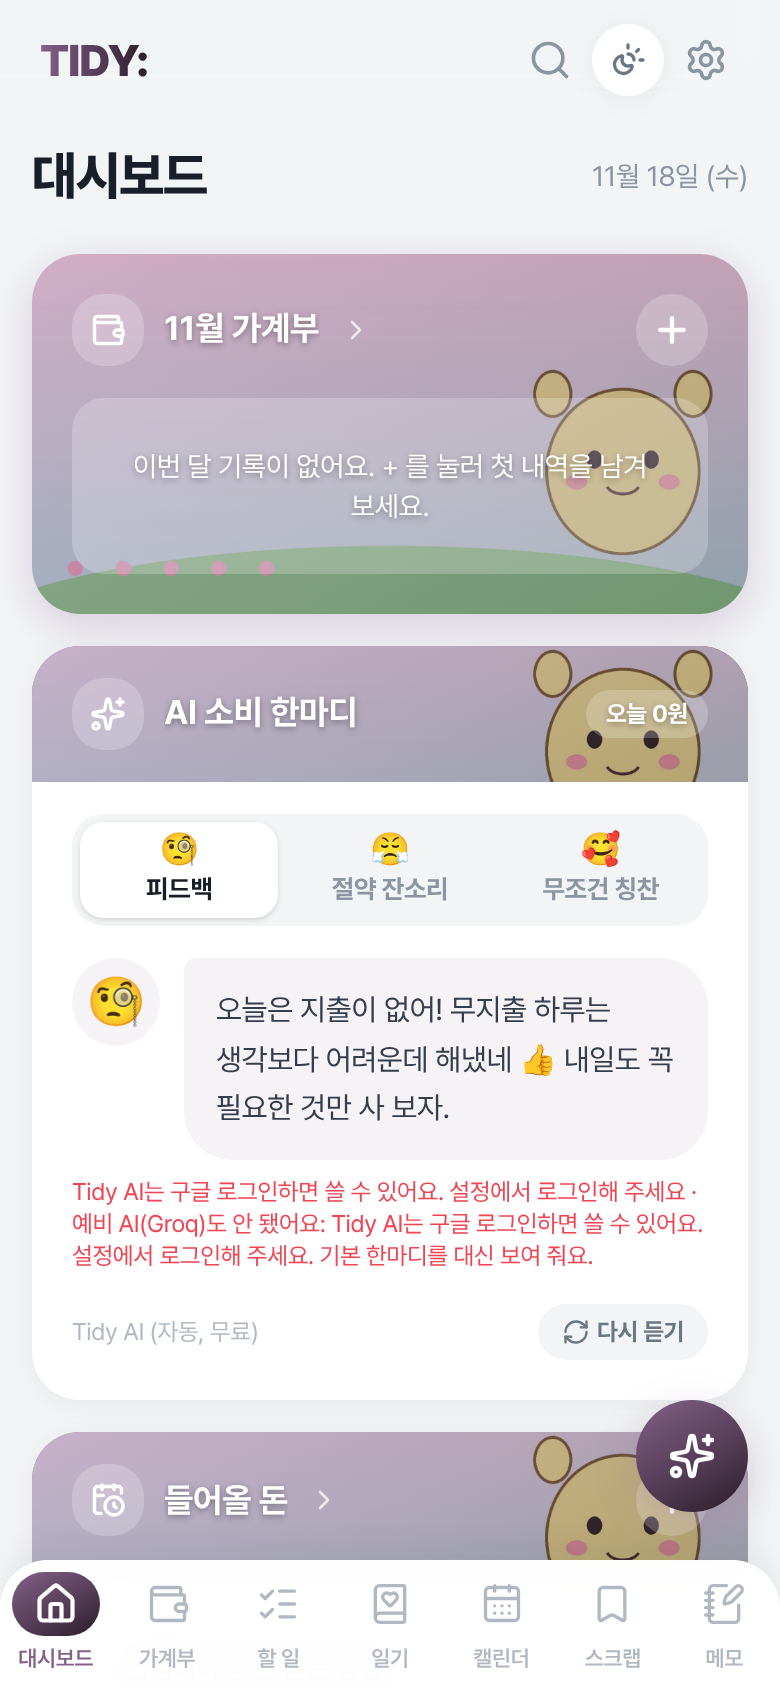 TIDY:
대시보드
11월 18일 (수)
11월 가계부
이번 달 기록이 없어요. + 를 눌러 첫 내역을 남겨
보세요.
AI 소비 한마디
오늘 0원
피드백
절약 잔소리
무조건 칭찬
오늘은 지출이 없어! 무지출 하루는
생각보다 어려운데 해냈네 👍 내일도 꼭
필요한 것만 사 보자.
Tidy AI는 구글 로그인하면 쓸 수 있어요. 설정에서 로그인해 주세요 ·
예비 AI(Groq)도 안 됐어요: Tidy AI는 구글 로그인하면 쓸 수 있어요.
설정에서 로그인해 주세요. 기본 한마디를 대신 보여 줘요.
Tidy AI (자동, 무료)
다시 듣기
들어올 돈
대시보드
가계부
할 일
일기
캘린더
스크랩
메모